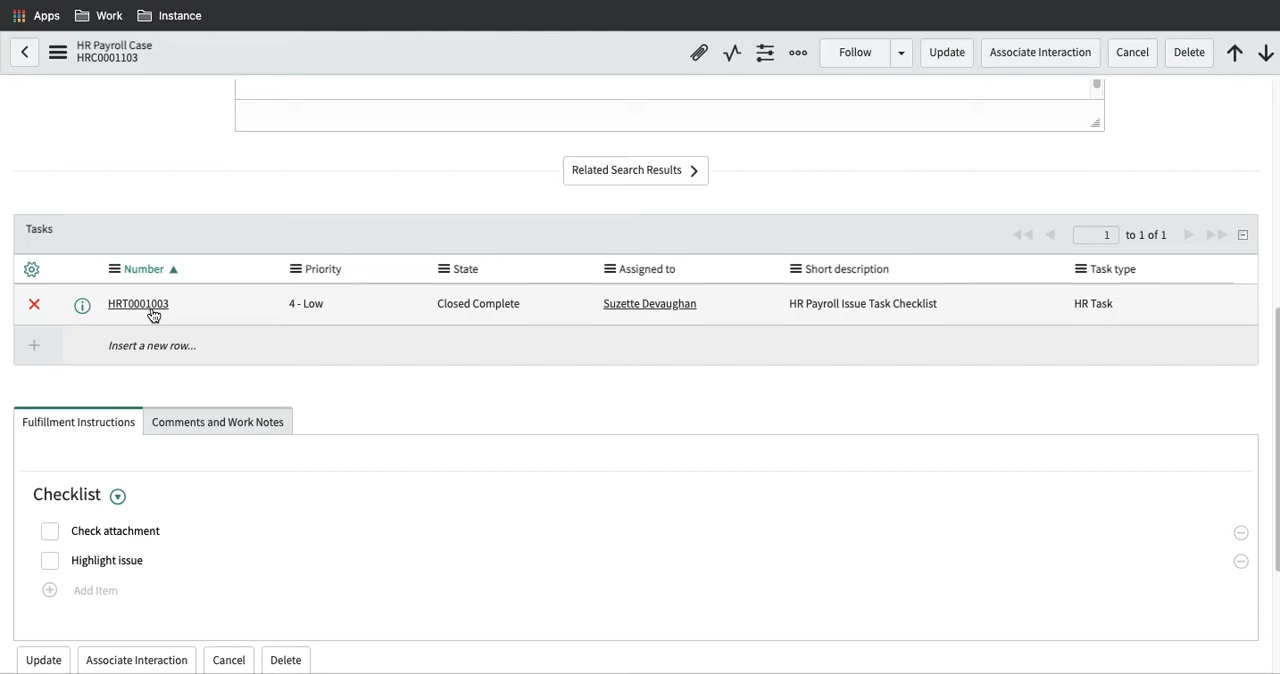 Apps Work Instance
HR Payroll Case
HRC0001103
Follow Update Associate Interaction Cancel Delete
Related Search Results
Tasks
1 to 1 of 1
Number Priority State Assigned to Short description Task type
HRT0001003 4 - Low Closed Complete Suzette Devaughan HR Payroll Issue Task Checklist HR Task
Insert a new row...
Fulfillment Instructions Comments and Work Notes
Checklist
Check attachment
Highlight issue
Add Item
Update Associate Interaction Cancel Delete